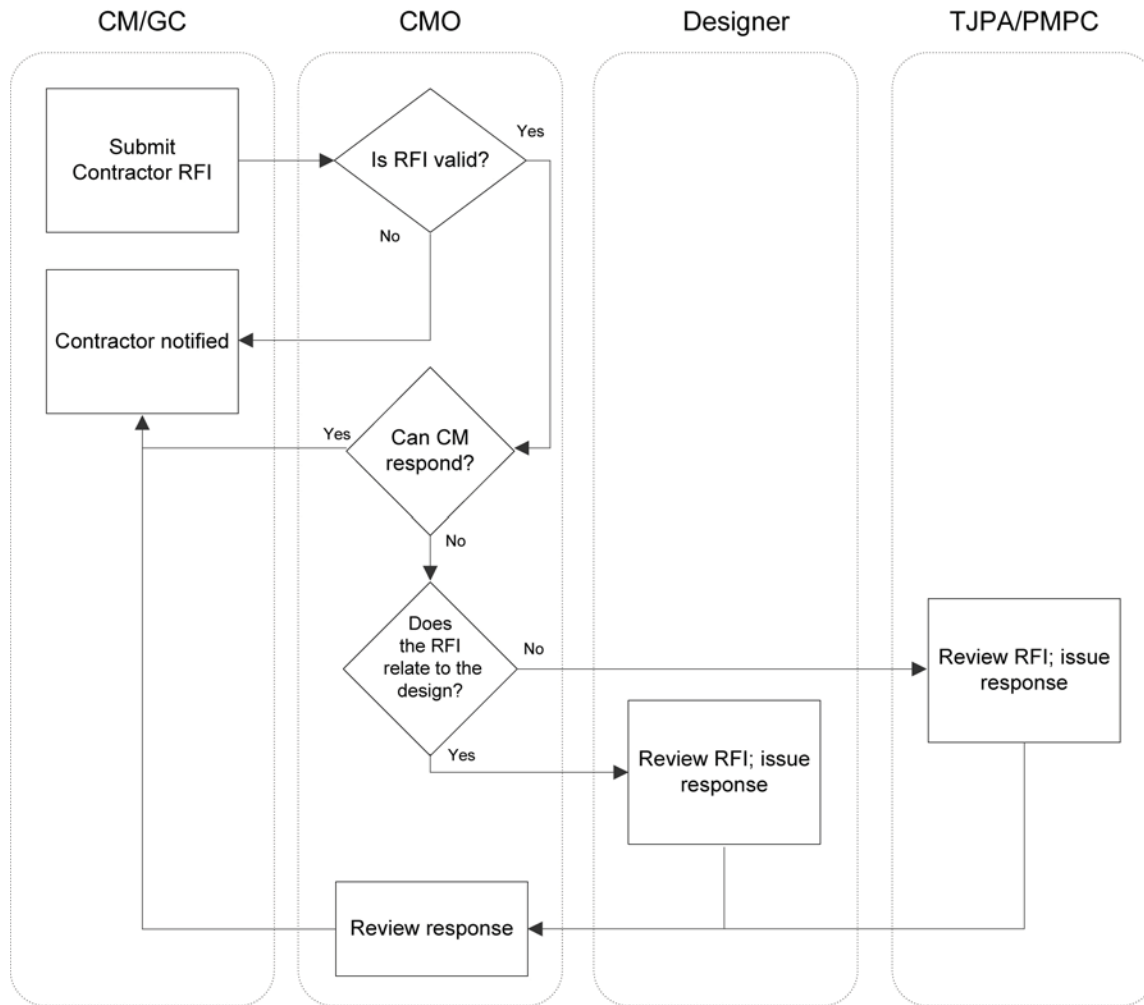 CM/GC
CMO
Designer
TJPA/PMPC
Submit
Contractor RFI
Is RFI valid?
Yes
No
Contractor notified
Yes
Can CM
respond?
No
Does
the RFI
relate to the
design?
No
Yes
Review RFI; issue
response
Review RFI; issue
response
Review response